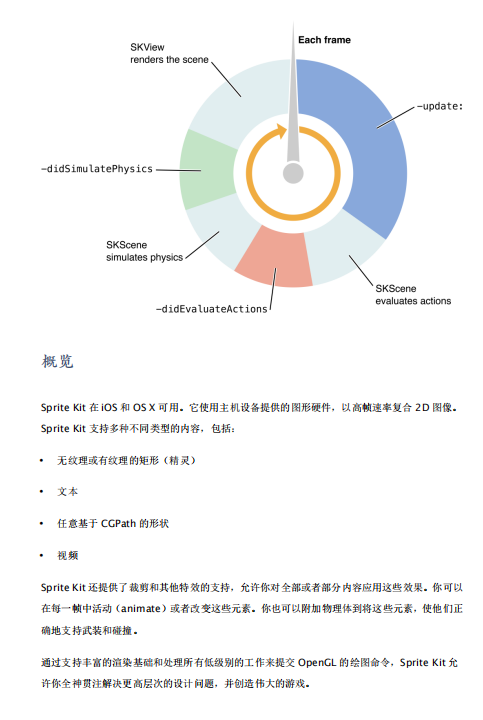 Each frame
SKView
renders the scene
-update:
-didSimulatePhysics
SKScene
simulates physics
SKScene
evaluates actions
-didEvaluateActions
概览
Sprite Kit 在 iOS 和 OS X 可用。它使用主机设备提供的图形硬件，以高帧速率复合 2D 图像。
Sprite Kit 支持多种不同类型的内容，包括：
• 无纹理或有纹理的矩形（精灵）
• 文本
• 任意基于 CGPath 的形状
• 视频
Sprite Kit 还提供了裁剪和其他特效的支持，允许你对全部或者部分内容应用这些效果。你可以
在每一帧中活动（animate）或者改变这些元素。你也可以附加物理体到将这些元素，使他们正
确地支持武装和碰撞。
通过支持丰富的渲染基础和处理所有低级别的工作来提交 OpenGL 的绘图命令，Sprite Kit 允
许你全神贯注解决更高层次的设计问题，并创造伟大的游戏。